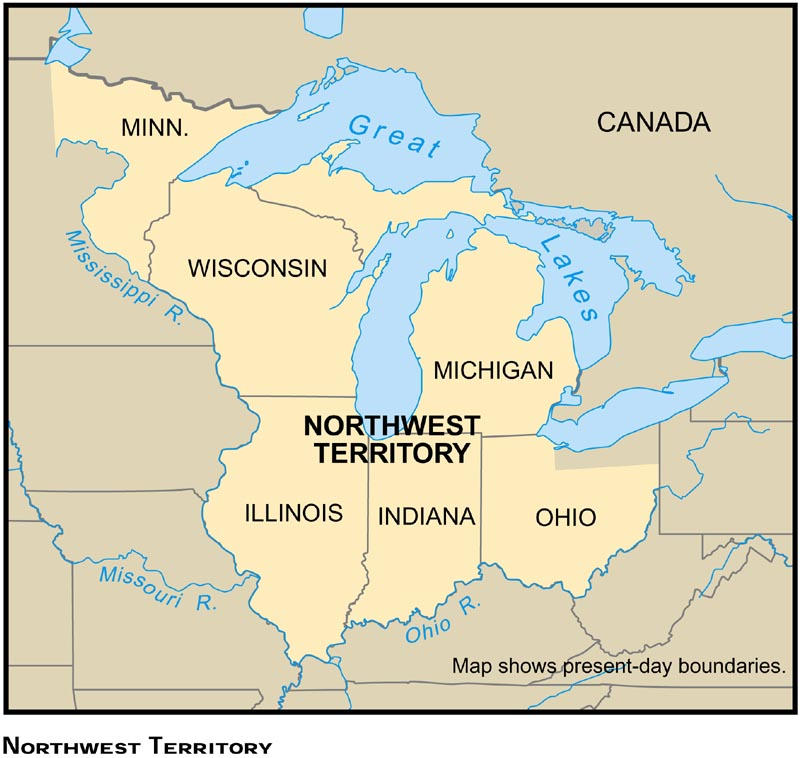 MINN.
Great
CANADA
Mississippi R.
WISCONSIN
Lakes
MICHIGAN
NORTHWEST
TERRITORY
ILLINOIS
INDIANA
OHIO
Missouri R.
Ohio R.
Map shows present-day boundaries.
NORTHWEST TERRITORY